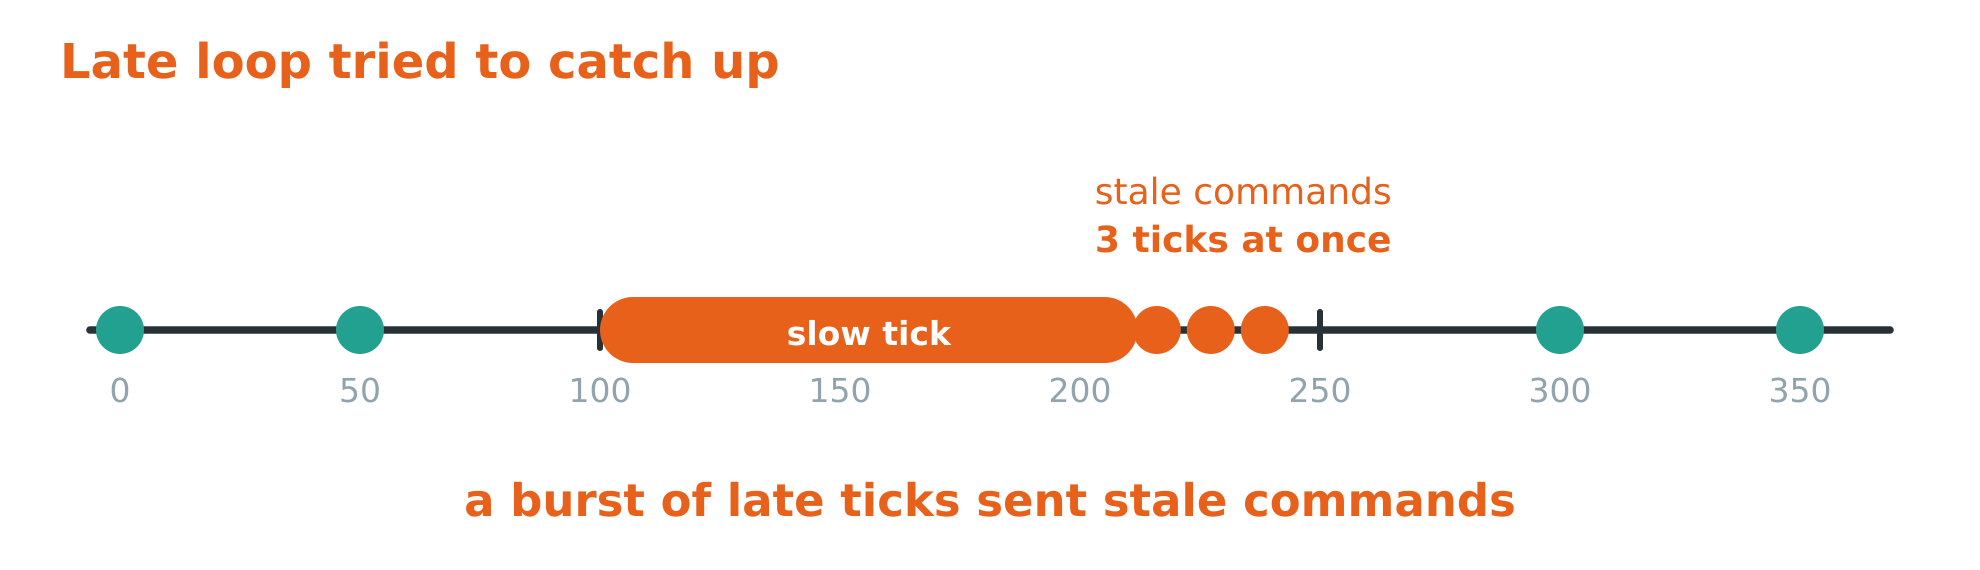 Late loop tried to catch up
stale commands
3 ticks at once
slow tick
0 50 100 150 200 250 300 350
a burst of late ticks sent stale commands